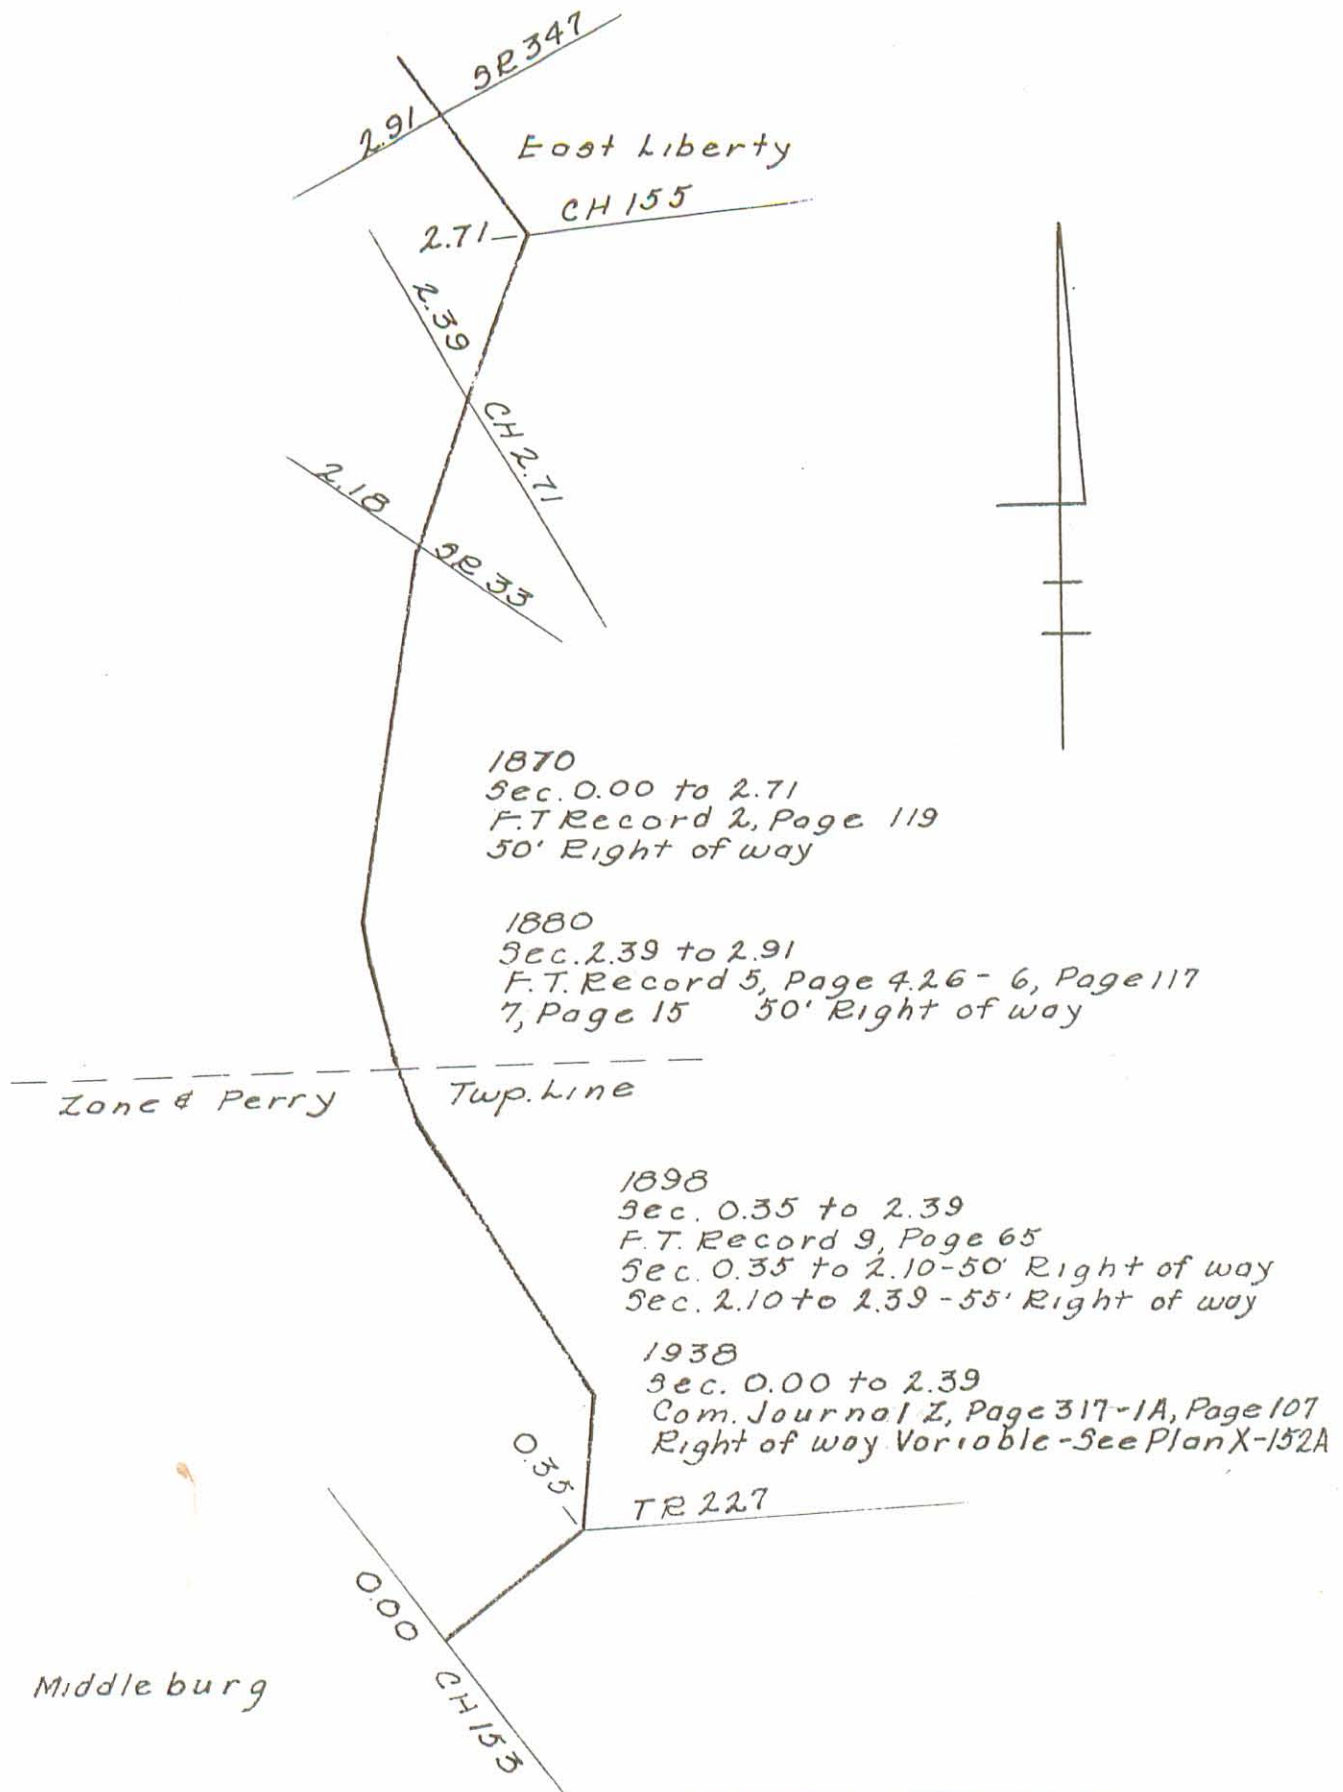 SR 347
2.91
East Liberty
CH 155
2.71
2.39
CH 2.71
2.18
SR 33
1870
Sec. 0.00 to 2.71
F.T Record 2, Page 119
50' Right of way
1880
Sec. 2.39 to 2.91
F.T. Record 5, Page 4.26 - 6, Page 117
7, Page 15 50' Right of way
Zane & Perry Twp. Line
1898
Sec. 0.35 to 2.39
F.T. Record 9, Page 65
Sec. 0.35 to 2.10 - 50' Right of way
Sec. 2.10 to 2.39 - 55' Right of way
1938
Sec. 0.00 to 2.39
Com. Journal Z, Page 317-1A, Page 107
Right of way Variable - See Plan X-152A
0.35
TR 227
0.00 CH 153
Middleburg